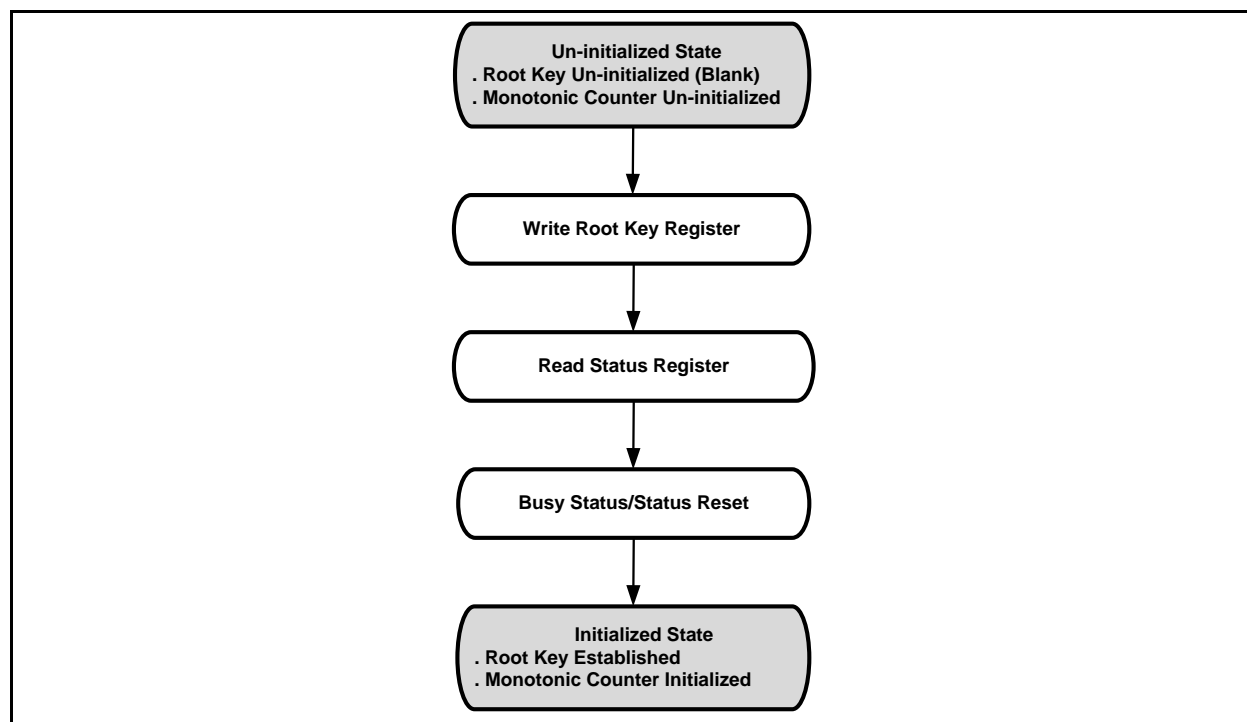 Un-initialized State
. Root Key Un-initialized (Blank)
. Monotonic Counter Un-initialized
Write Root Key Register
Read Status Register
Busy Status/Status Reset
Initialized State
. Root Key Established
. Monotonic Counter Initialized